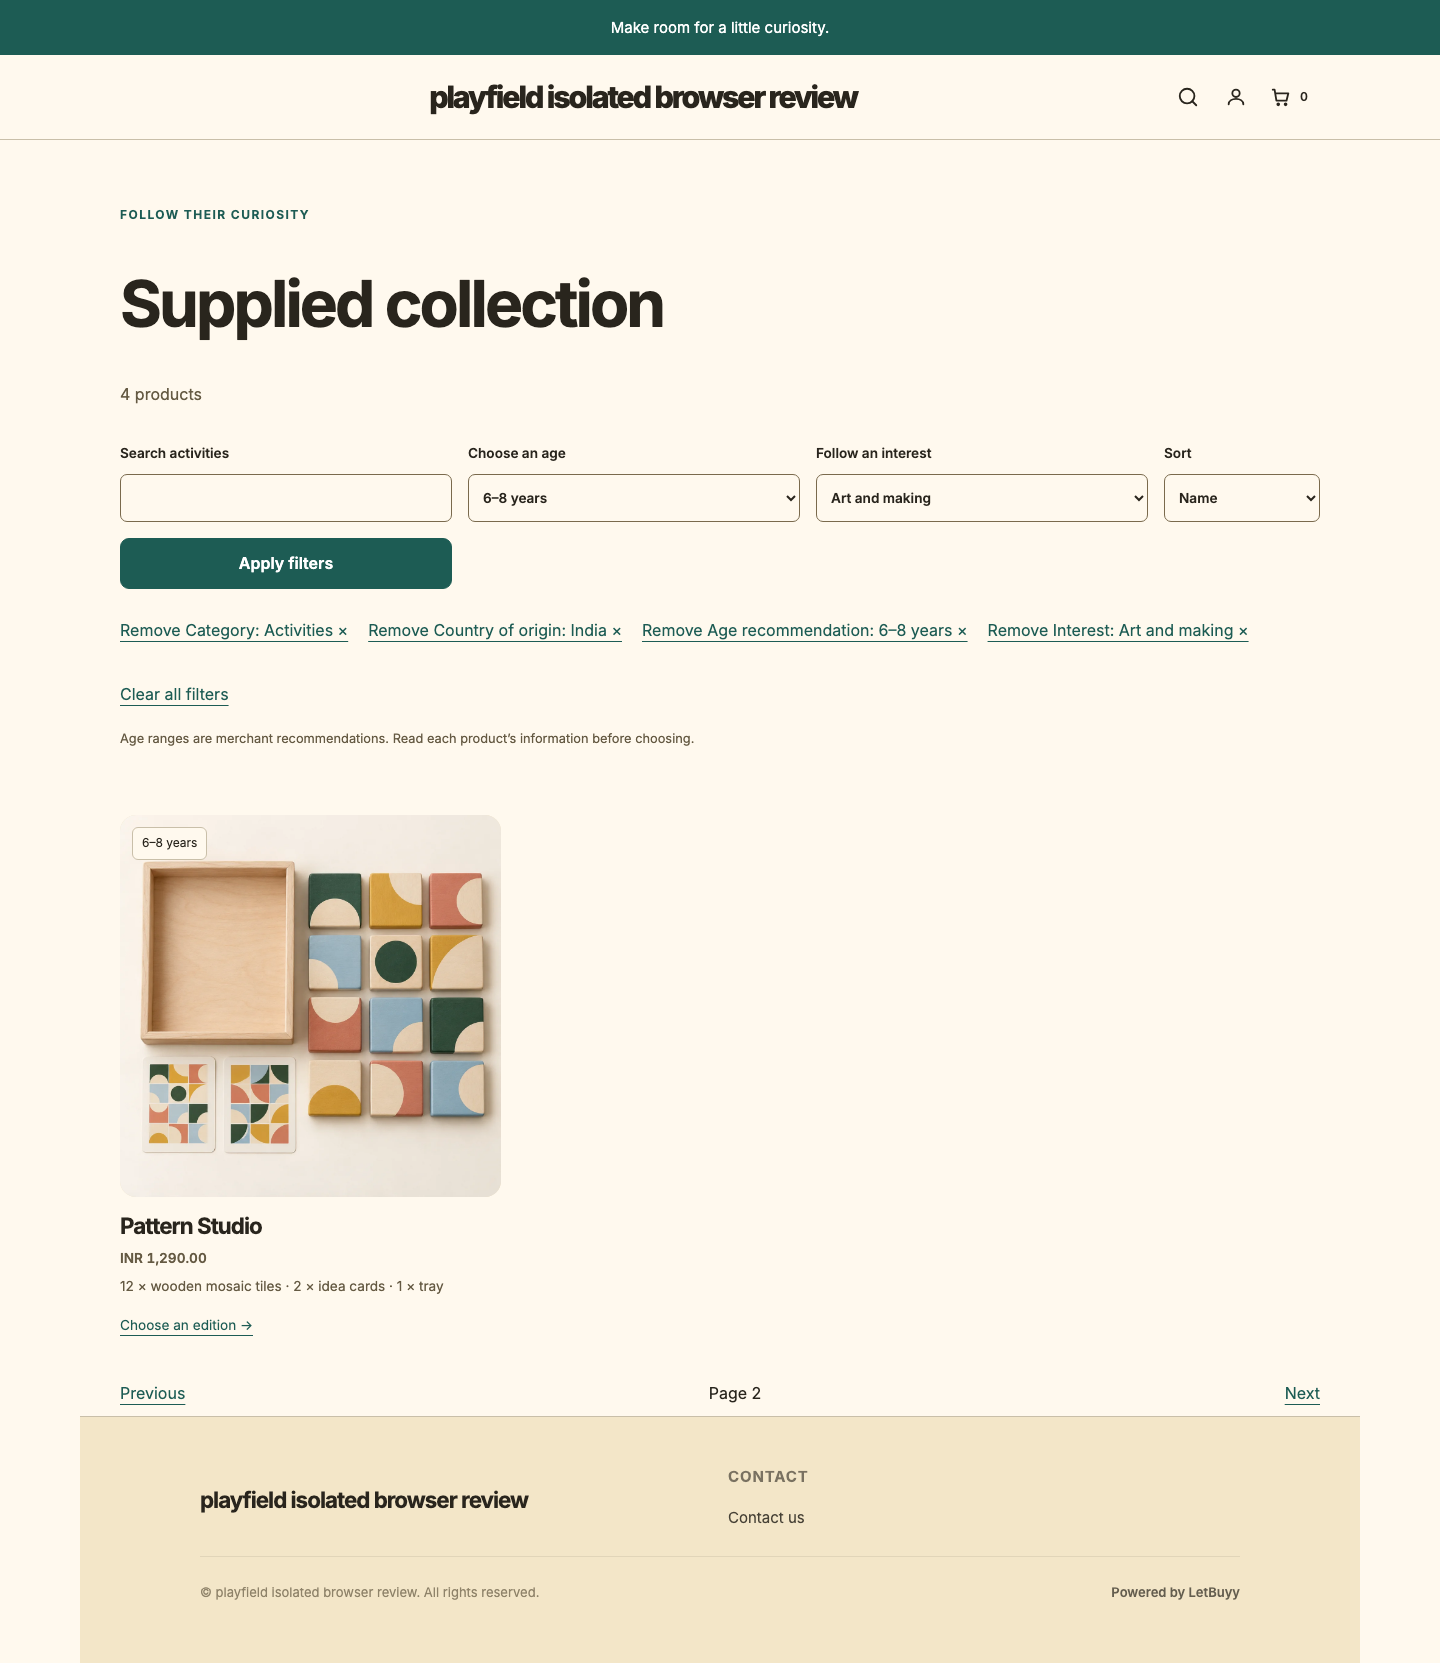 Make room for a little curiosity.
playfield isolated browser review
0
FOLLOW THEIR CURIOSITY
Supplied collection
4 products
Search activities
Choose an age
Follow an interest
Sort
6–8 years
Art and making
Name
Apply filters
Remove Category: Activities ×
Remove Country of origin: India ×
Remove Age recommendation: 6–8 years ×
Remove Interest: Art and making ×
Clear all filters
Age ranges are merchant recommendations. Read each product’s information before choosing.
6–8 years
Pattern Studio
INR 1,290.00
12 × wooden mosaic tiles · 2 × idea cards · 1 × tray
Choose an edition →
Previous
Page 2
Next
playfield isolated browser review
CONTACT
Contact us
© playfield isolated browser review. All rights reserved.
Powered by LetBuyy